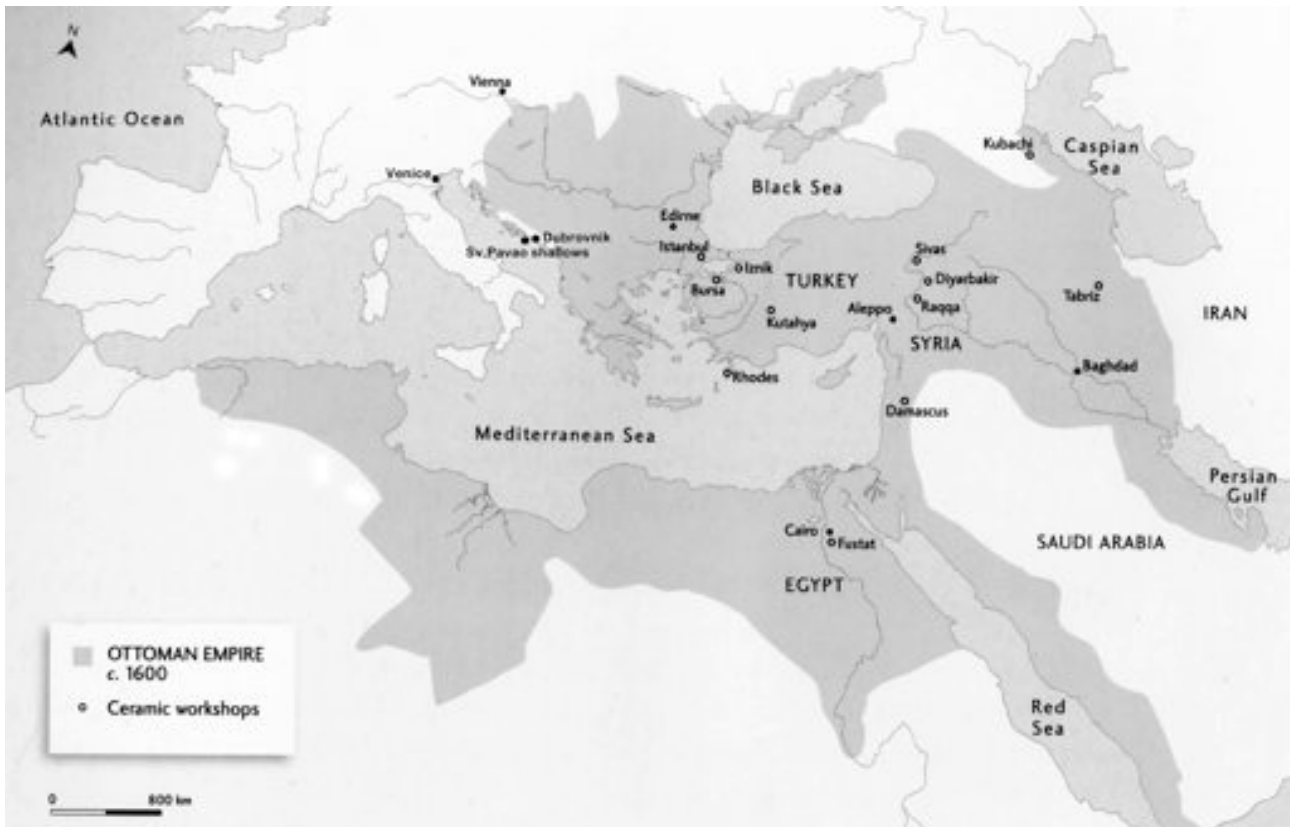 N
Vienna
Atlantic Ocean
Kubachi
Caspian
Sea
Venice
Black Sea
Edirne
Dubrovnik
Sv.Pavao shallows
Istanbul
Iznik
Sivas
Bursa
TURKEY
Diyarbakir
Tabriz
Raqqa
Kutahya
Aleppo
IRAN
SYRIA
Baghdad
Rhodes
Damascus
Mediterranean Sea
Persian
Gulf
Cairo
Fustat
SAUDI ARABIA
EGYPT
OTTOMAN EMPIRE
c. 1600
Ceramic workshops
Red
Sea
0 800 km